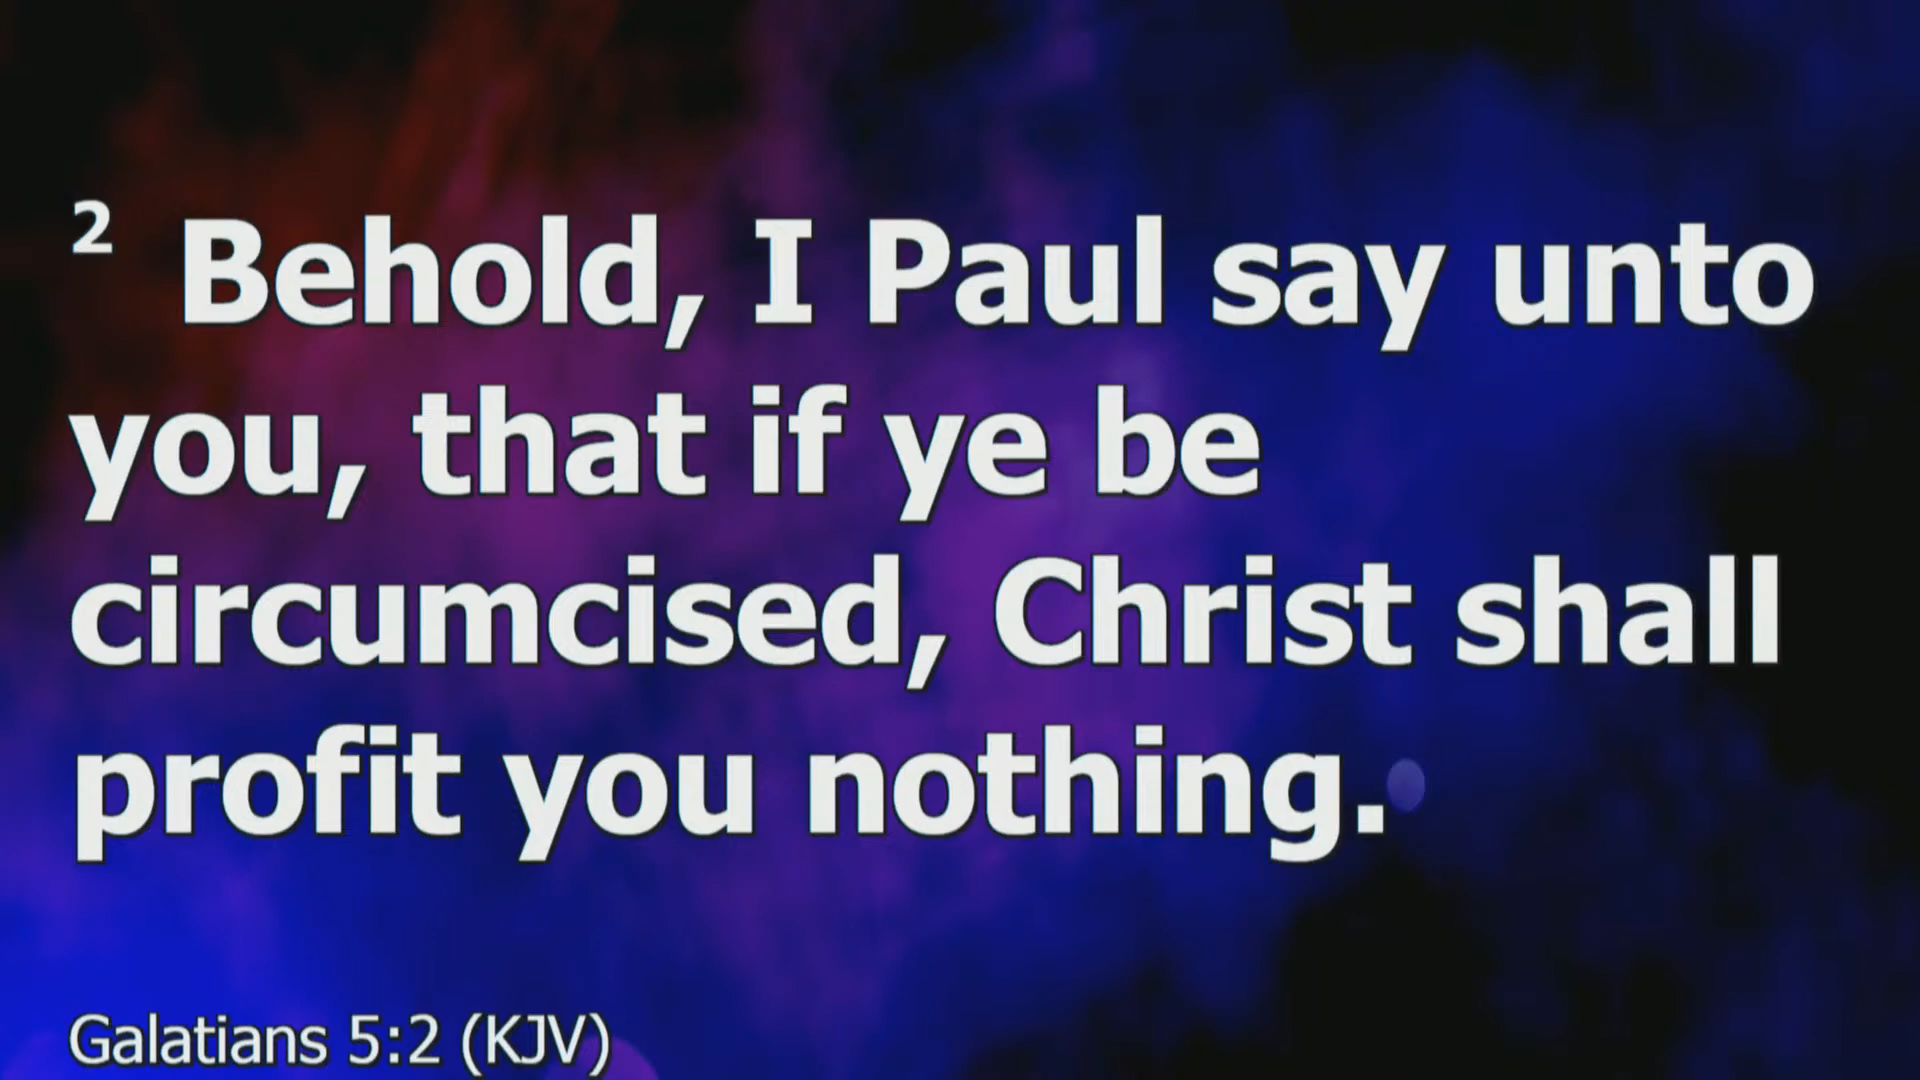 2 Behold, I Paul say unto
you, that if ye be
circumcised, Christ shall
profit you nothing.
Galatians 5:2 (KJV)